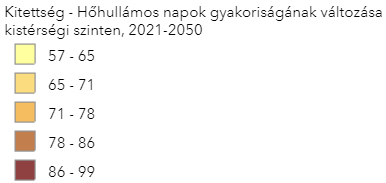 Kitettség - Hőhullámos napok gyakoriságának változása
kistérségi szinten, 2021-2050
57 - 65
65 - 71
71 - 78
78 - 86
86 - 99